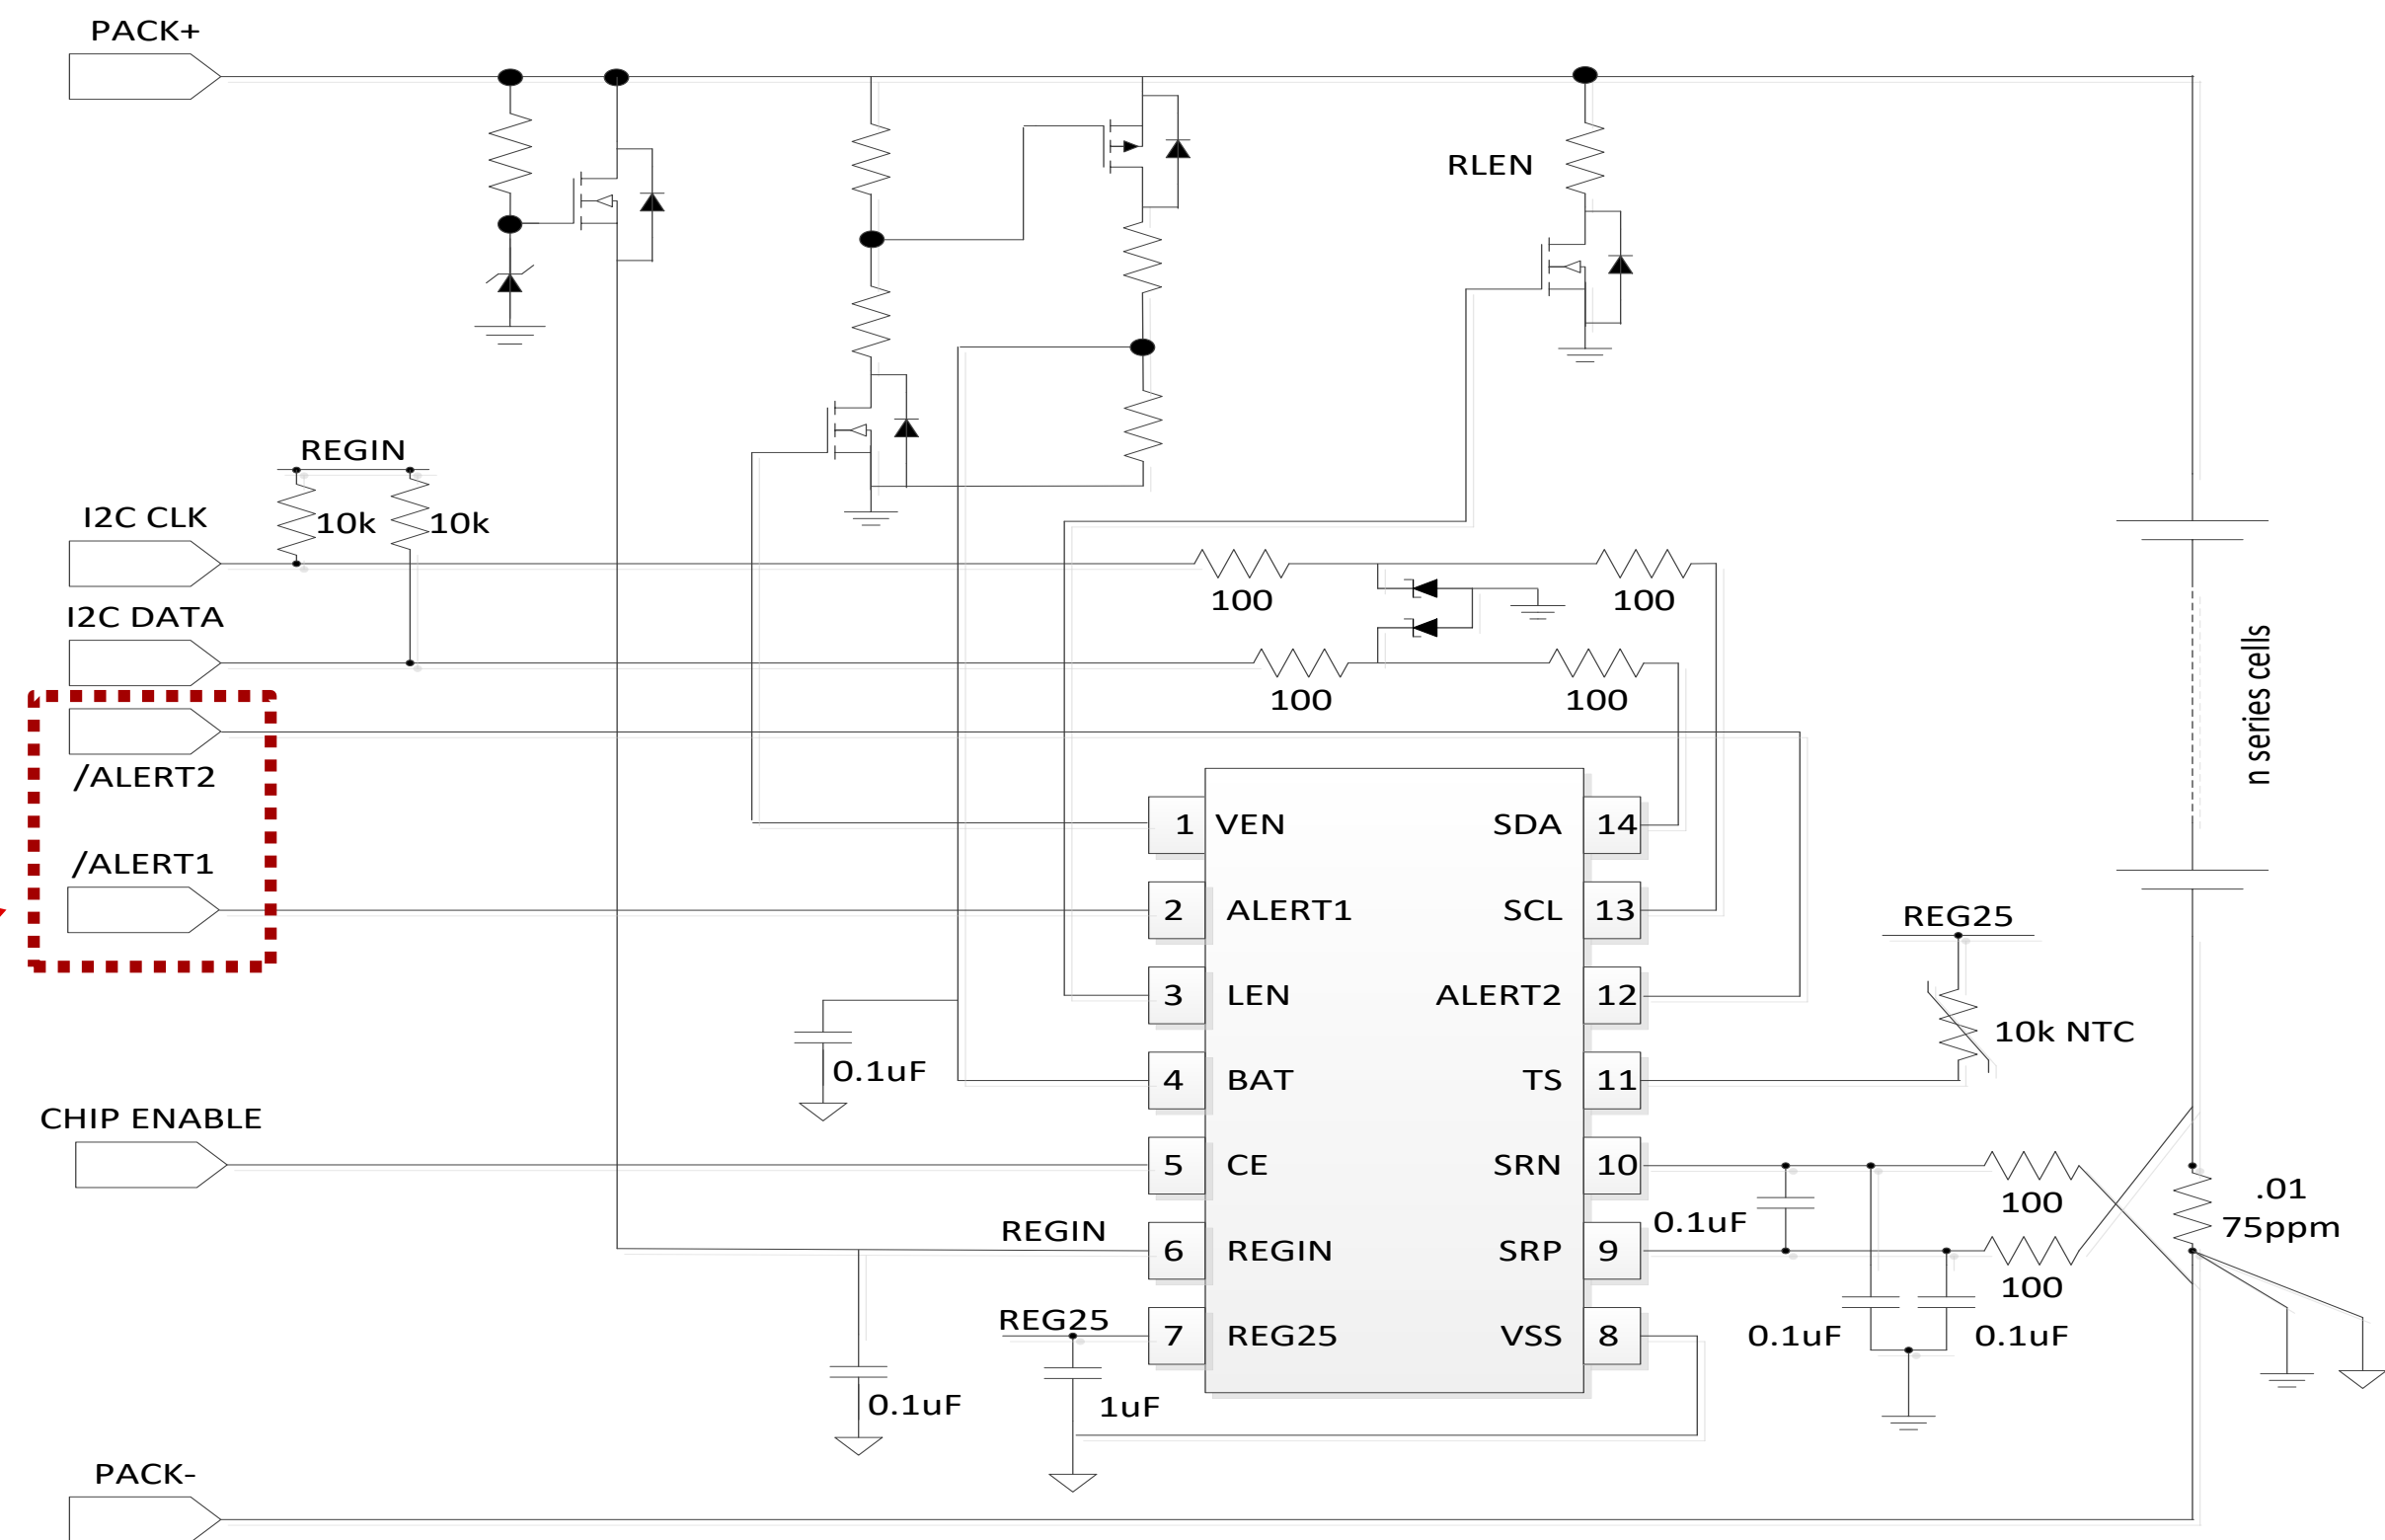 PACK+
RLEN
REGIN
I2C CLK
10k
10k
I2C DATA
100
100
100
100
/ALERT2
n series cells
1 VEN
SDA 14
/ALERT1
2 ALERT1
SCL 13
REG25
3 LEN
ALERT2 12
10k NTC
0.1uF
4 BAT
TS 11
CHIP ENABLE
5 CE
SRN 10
100
.01
75ppm
0.1uF
REGIN
6 REGIN
SRP 9
100
REG25
7 REG25
VSS 8
0.1uF
0.1uF
0.1uF
1uF
PACK-